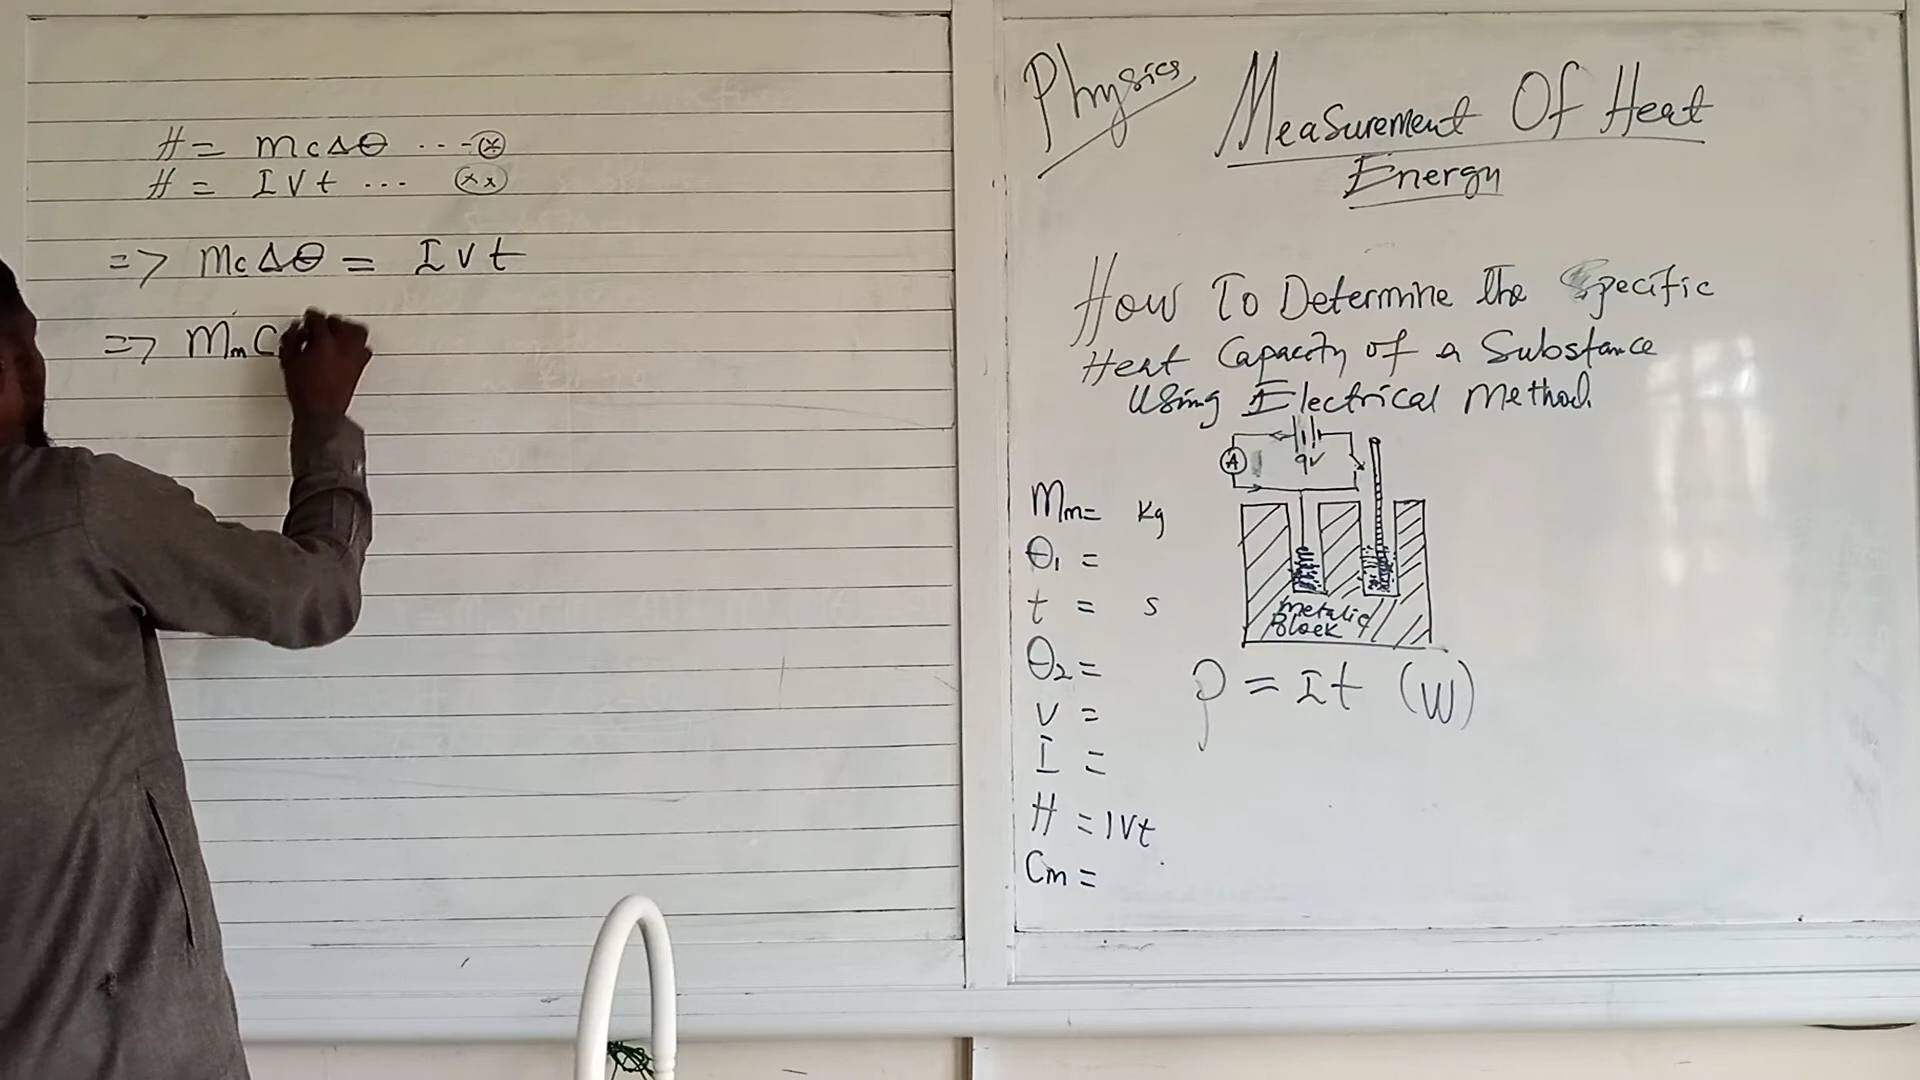 H = mcΔθ ... (*)
H = IVt ... (xx)
=> mcΔθ = IVt
=> Mm C
Physics
Measurement Of Heat
Energy
How To Determine the Specific
Heat Capacity of a Substance
Using Electrical Method.
A
9V
Mm = Kg
θ1 =
t = s
θ2 =
V =
I =
H = IVt
Cm =
Metalic
Block
P = It (W)